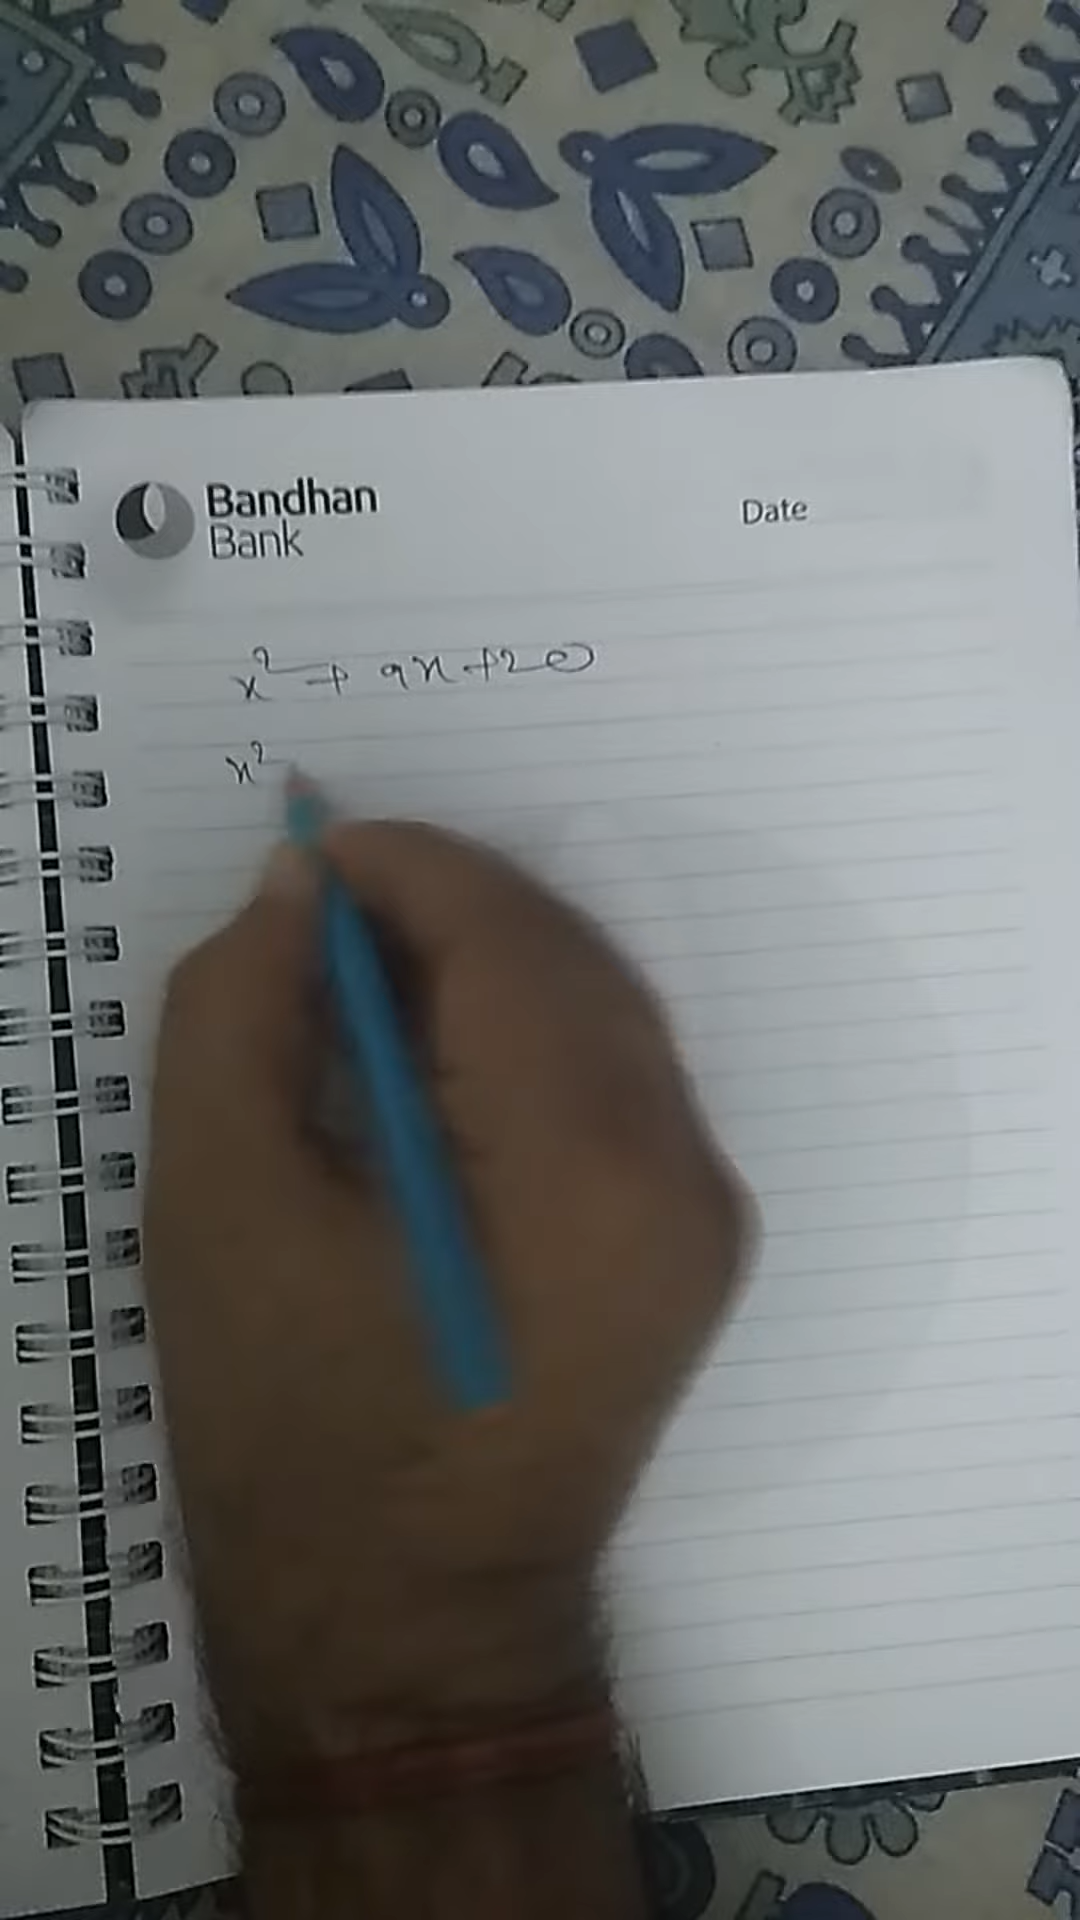 Bandhan
Bank
Date
x² + 9x + 20
x²